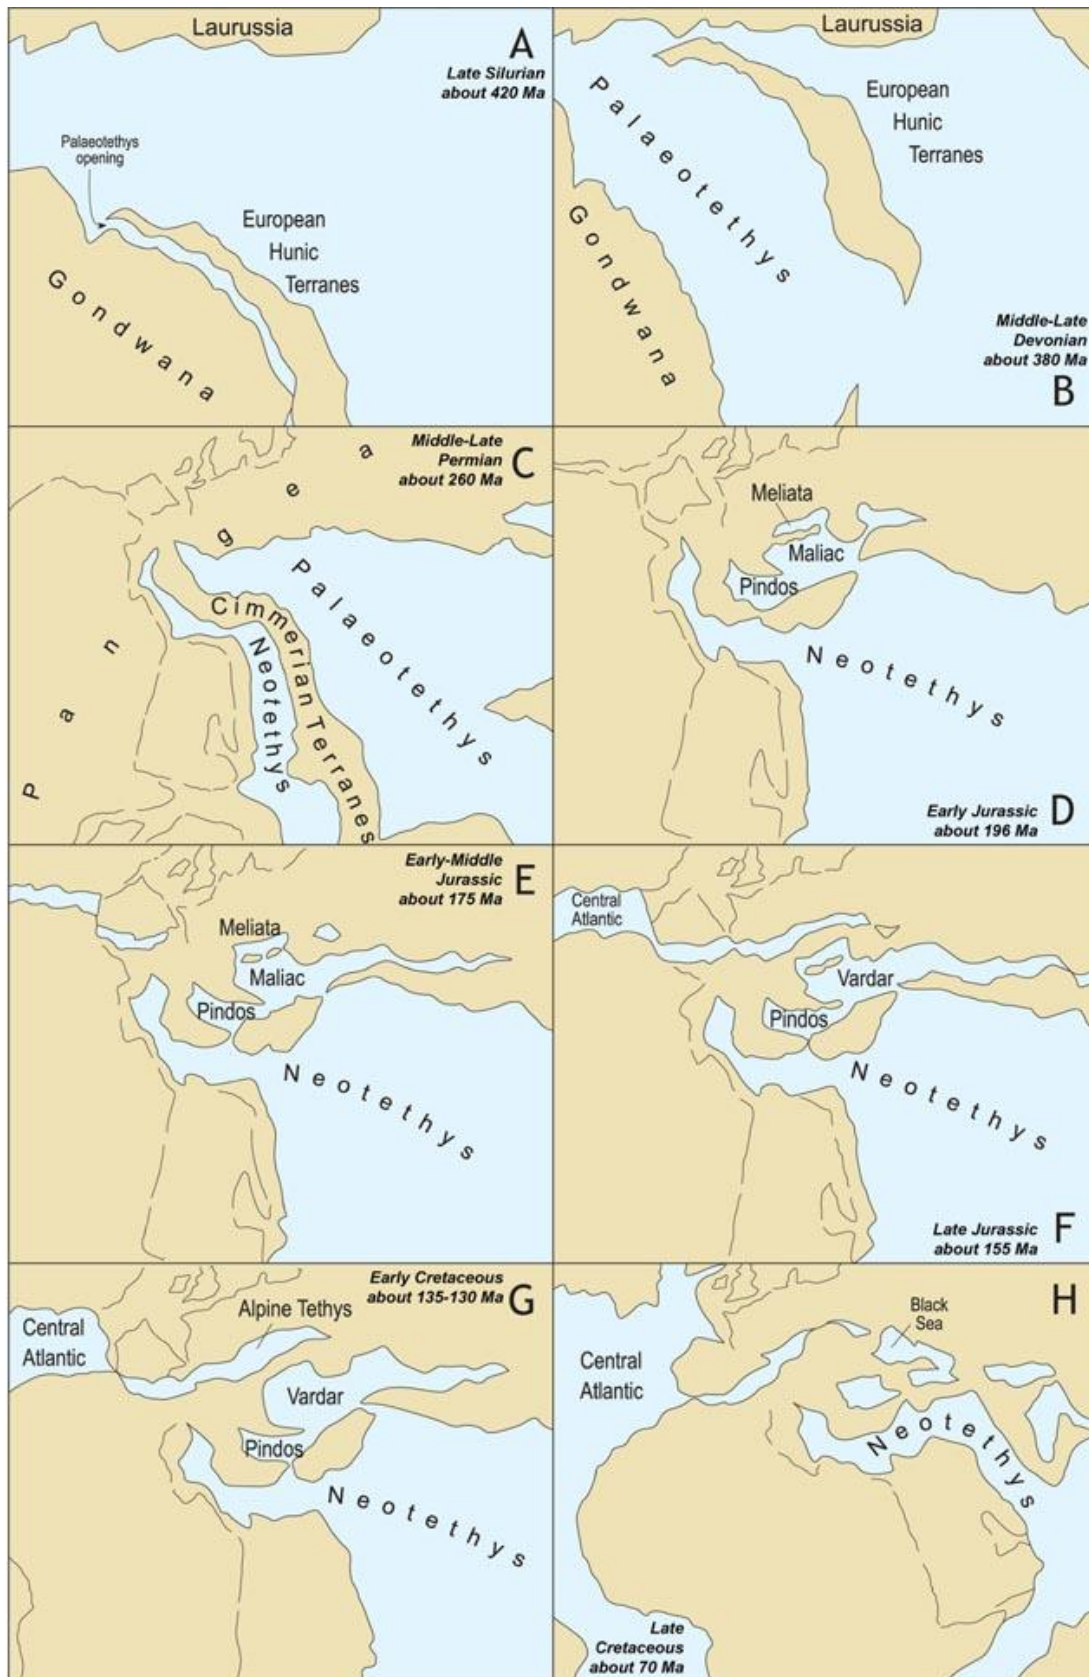 Laurussia
A
Late Silurian
about 420 Ma
Palaeotethys
opening
European
Hunic
Terranes
Gondwana
Laurussia
Palaeotethys
European
Hunic
Terranes
Gondwana
Middle-Late
Devonian
about 380 Ma
B
Middle-Late
Permian
about 260 Ma
C
Pangea
Palaeotethys
Cimmerian Terranes
Neotethys
Meliata
Maliac
Pindos
Neotethys
Early Jurassic
about 196 Ma
D
Early-Middle
Jurassic
about 175 Ma
E
Meliata
Maliac
Pindos
Neotethys
Central
Atlantic
Vardar
Pindos
Neotethys
Late Jurassic
about 155 Ma
F
Early Cretaceous
about 135-130 Ma
G
Alpine Tethys
Central
Atlantic
Vardar
Pindos
Neotethys
H
Black
Sea
Central
Atlantic
Neotethys
Late
Cretaceous
about 70 Ma